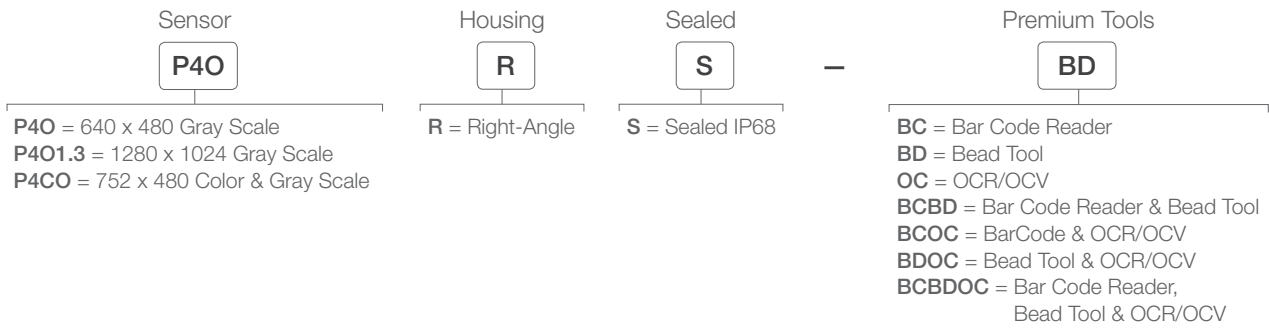 Sensor Housing Sealed Premium Tools
P4O R S – BD
P4O = 640 x 480 Gray Scale
P4O1.3 = 1280 x 1024 Gray Scale
P4CO = 752 x 480 Color & Gray Scale
R = Right-Angle
S = Sealed IP68
BC = Bar Code Reader
BD = Bead Tool
OC = OCR/OCV
BCBD = Bar Code Reader & Bead Tool
BCOC = BarCode & OCR/OCV
BDOC = Bead Tool & OCR/OCV
BCBDOC = Bar Code Reader,
Bead Tool & OCR/OCV